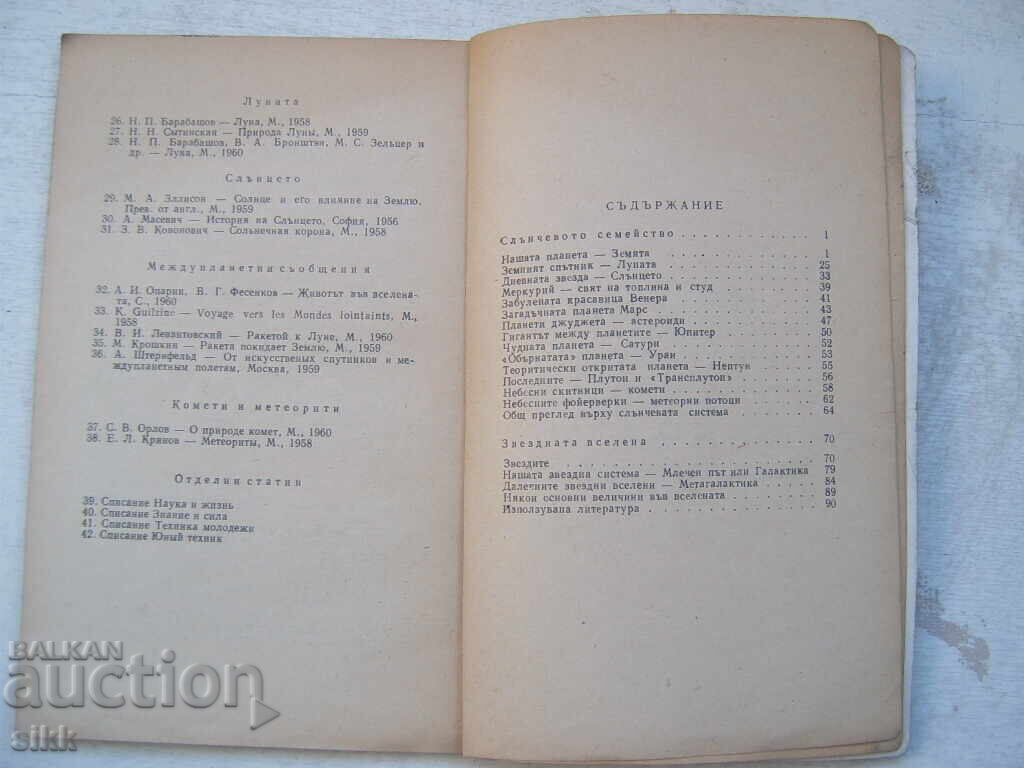 Луната
26. Н. П. Барабашов — Луна, М., 1958
27. Н. Н. Сытинская — Природа Луны, М., 1959
28. Н. П. Барабашов, В. А. Бронштэн, М. С. Зельцер и
др. — Луна, М., 1960
Слънцето
29. М. А. Эллисов — Солнце и его влияние на Землю,
Прев. от англ., М., 1959
30. А. Масевич — История на Слънцето, София, 1956
31. З. В. Кововович — Солнечная корона, М., 1958
Междупланетни съобщения
32. А. И. Опарин, В. Г. Фесенков — Животът във вселена-
та, С., 1960
33. K. Guilzine — Voyage vers les Mondes lointaints, М.,
1958
34. В. И. Левантовский — Ракетой к Луне, М., 1960
35. М. Крошкин — Ракета покидает Землю, М., 1959
36. А. Штернфельд — От искусственых спутников и ме-
ждупланетным полетам, Москва, 1959
Комети и метеорити
37. С. В. Орлов — О природе комет, М., 1960
38. Е. Л. Кринов — Метеориты, М., 1958
Отделни статии
39. Списание Наука и жизнь
40. Списание Знание и сила
41. Списание Техника молодежи
42. Списание Юный техник
СЪДЪРЖАНИЕ
Слънчевото семейство . . . . . . . . . . . . 1
Нашата планета — Земята . . . . . . . . . . 1
Земният спътник — Луната . . . . . . . . . . 25
Дневната звезда — Слънцето . . . . . . . . . 33
Меркурий — свят на топлина и студ . . . . . . . 39
Забулената красавица Венера . . . . . . . . . 41
Загадъчната планета Марс . . . . . . . . . . 43
Планети джуджета — астероиди . . . . . . . . 47
Гигантът между планетите — Юпитер . . . . . . . 50
Чудната планета — Сатурн . . . . . . . . . . 52
«Обърнатата» планета — Уран . . . . . . . . . 53
Теоритически откритата планета — Нептун . . . . . 55
Последните — Плутон и «Трансплутон» . . . . . . 56
Небесни скитници — комети . . . . . . . . . . 58
Небесните фойерверки — метеорни потоци . . . . . 62
Общ преглед върху слънчевата система . . . . . . 64
Звездната вселена . . . . . . . . . . . . . 70
Звездите . . . . . . . . . . . . . . . . 70
Нашата звездна система — Млечен път или Галактика 79
Далечните звездни вселени — Метагалактика . . . . 84
Някои основни величини във вселената . . . . . . 89
Използувана литература . . . . . . . . . . . 90
BALKAN
auction
sikk